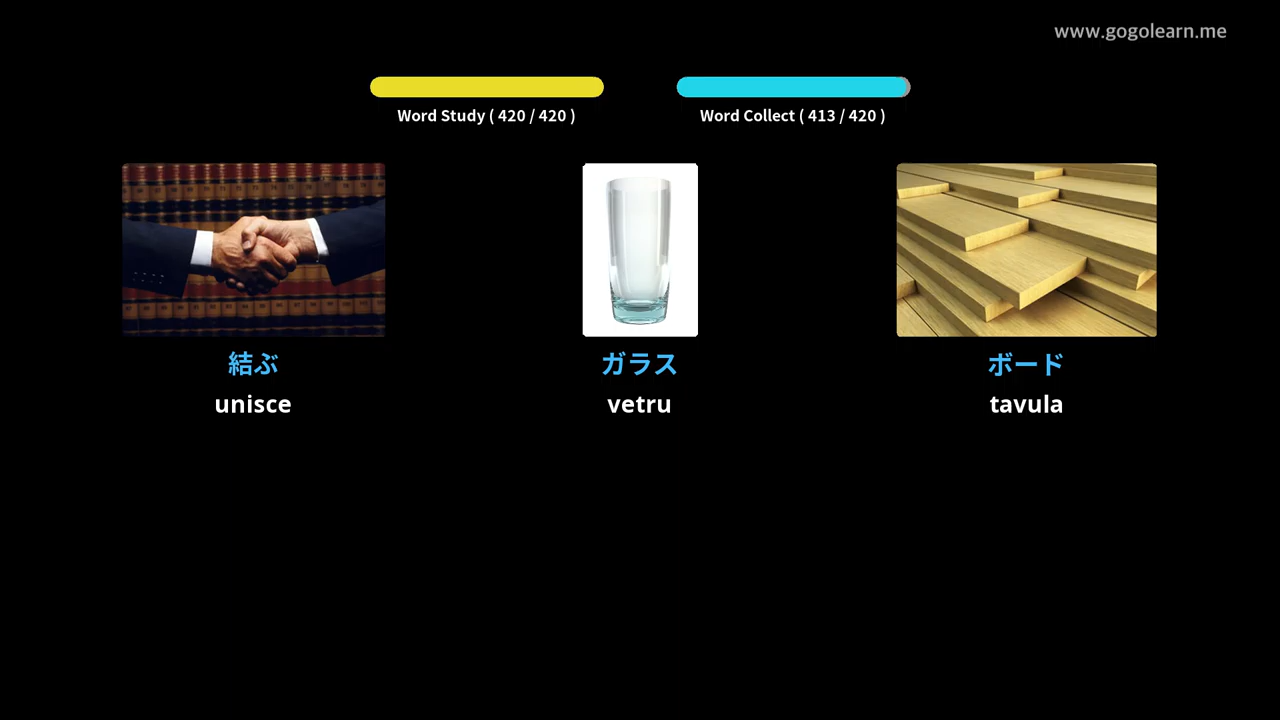 www.gogolearn.me
Word Study ( 420 / 420 )
Word Collect ( 413 / 420 )
結ぶ
unisce
ガラス
vetru
ボード
tavula